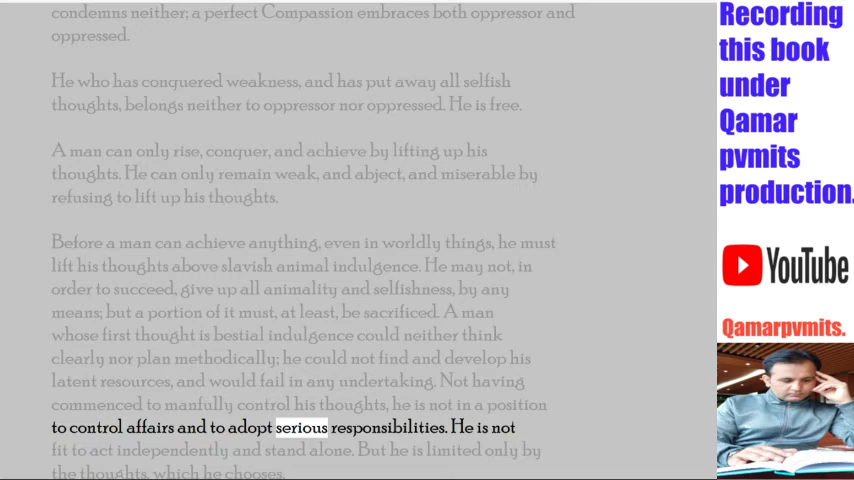 condemns neither; a perfect Compassion embraces both oppressor and
oppressed.
He who has conquered weakness, and has put away all selfish
thoughts, belongs neither to oppressor nor oppressed. He is free.
A man can only rise, conquer, and achieve by lifting up his
thoughts. He can only remain weak, and abject, and miserable by
refusing to lift up his thoughts.
Before a man can achieve anything, even in worldly things, he must
lift his thoughts above slavish animal indulgence. He may not, in
order to succeed, give up all animality and selfishness, by any
means; but a portion of it must, at least, be sacrificed. A man
whose first thought is bestial indulgence could neither think
clearly nor plan methodically; he could not find and develop his
latent resources, and would fail in any undertaking. Not having
commenced to manfully control his thoughts, he is not in a position
to control affairs and to adopt serious responsibilities. He is not
fit to act independently and stand alone. But he is limited only by
the thoughts, which he chooses.
Recording
this book
under
Qamar
pvmits
production.
YouTube
Qamarpvmits.